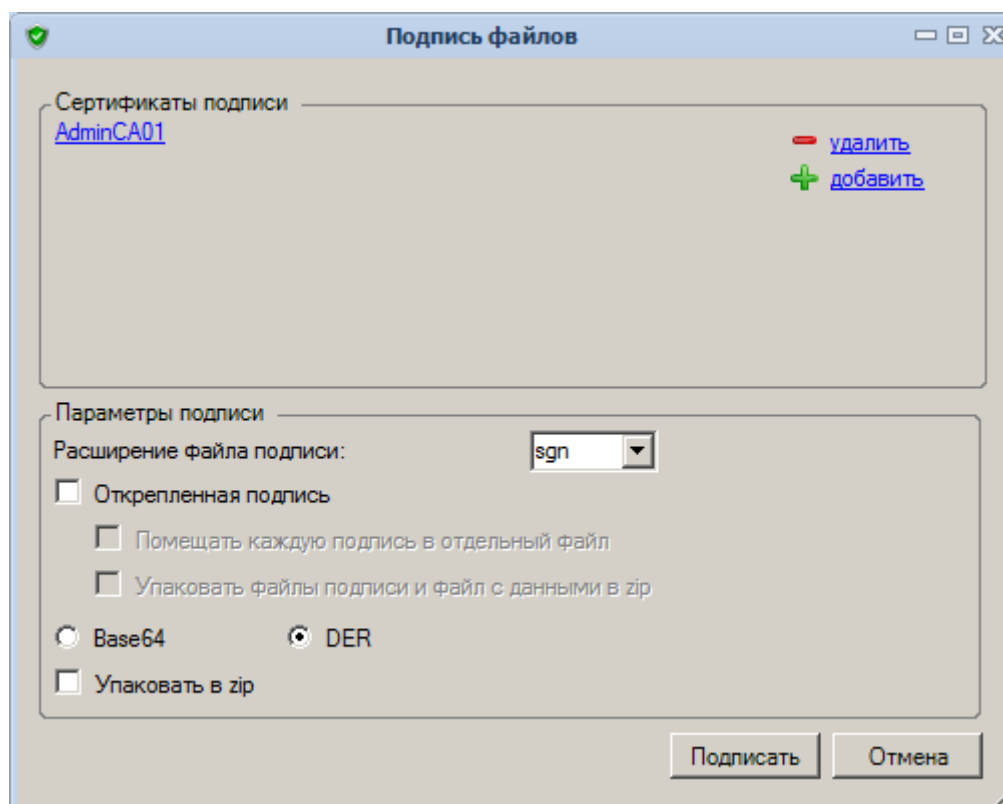 Подпись файлов
Сертификаты подписи
AdminCA01
удалить
добавить
Параметры подписи
Расширение файла подписи: sgn
Открепленная подпись
Помещать каждую подпись в отдельный файл
Упаковать файлы подписи и файл с данными в zip
Base64 DER
Упаковать в zip
Подписать Отмена